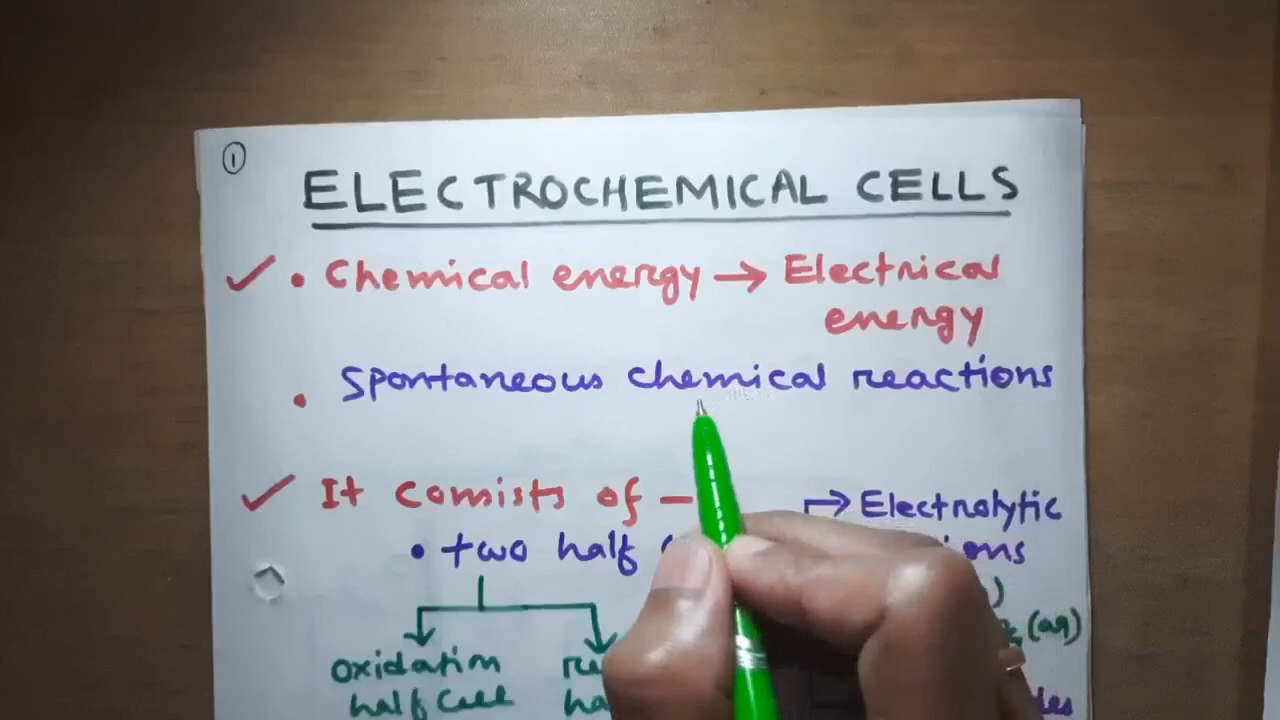 1
ELECTROCHEMICAL CELLS
• Chemical energy → Electrical
energy
• Spontaneous chemical reactions
It consists of –
→ Electrolytic
• two half
oxidation
half cell
(aq)